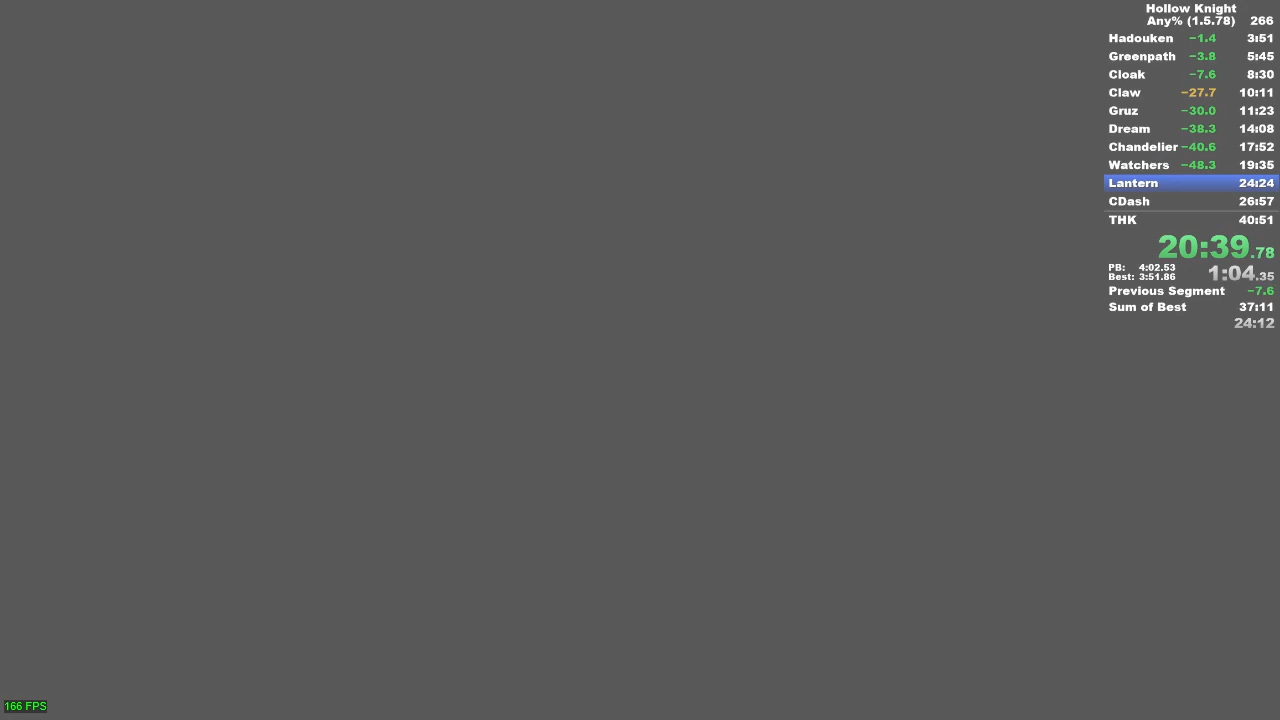 Hollow Knight
Any% (1.5.78) 266
Hadouken −1.4 3:51
Greenpath −3.8 5:45
Cloak −7.6 8:30
Claw −27.7 10:11
Gruz −30.0 11:23
Dream −38.3 14:08
Chandelier −40.6 17:52
Watchers −48.3 19:35
Lantern 24:24
CDash 26:57
THK 40:51
20:39.78
PB: 4:02.53
Best: 3:51.86
1:04.35
Previous Segment −7.6
Sum of Best 37:11
24:12
166 FPS